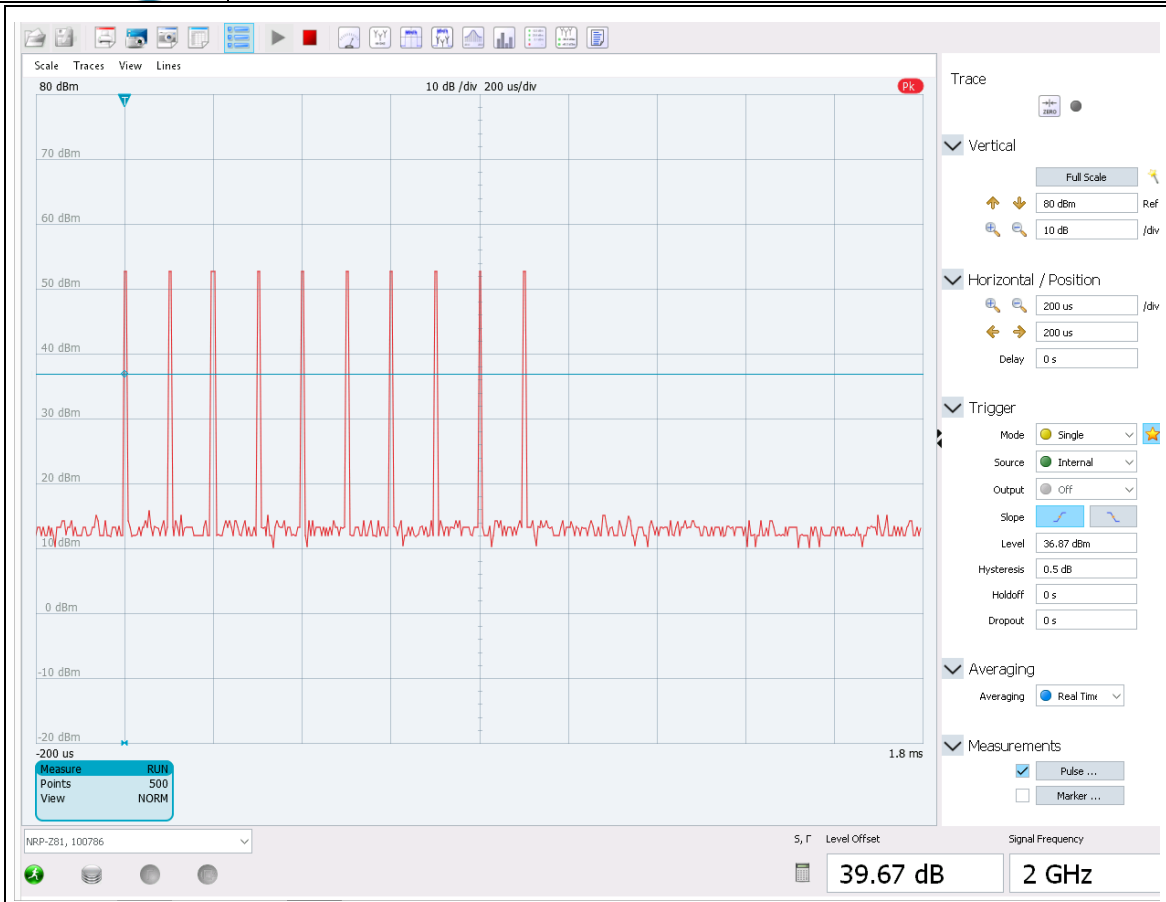 Scale Traces View Lines
80 dBm 10 dB /div 200 us/div Pk
T
70 dBm
60 dBm
50 dBm
40 dBm
30 dBm
20 dBm
10 dBm
0 dBm
-10 dBm
-20 dBm
-200 us 1.8 ms
Measure RUN
Points 500
View NORM
Trace
ZERO
Vertical
Full Scale
80 dBm Ref
10 dB /div
Horizontal / Position
200 us /div
200 us
Delay 0 s
Trigger
Mode Single
Source Internal
Output Off
Slope
Level 36.87 dBm
Hysteresis 0.5 dB
Holdoff 0 s
Dropout 0 s
Averaging
Averaging Real Time
Measurements
Pulse ...
Marker ...
NRP-Z81, 100786
S, Γ Level Offset Signal Frequency
39.67 dB 2 GHz